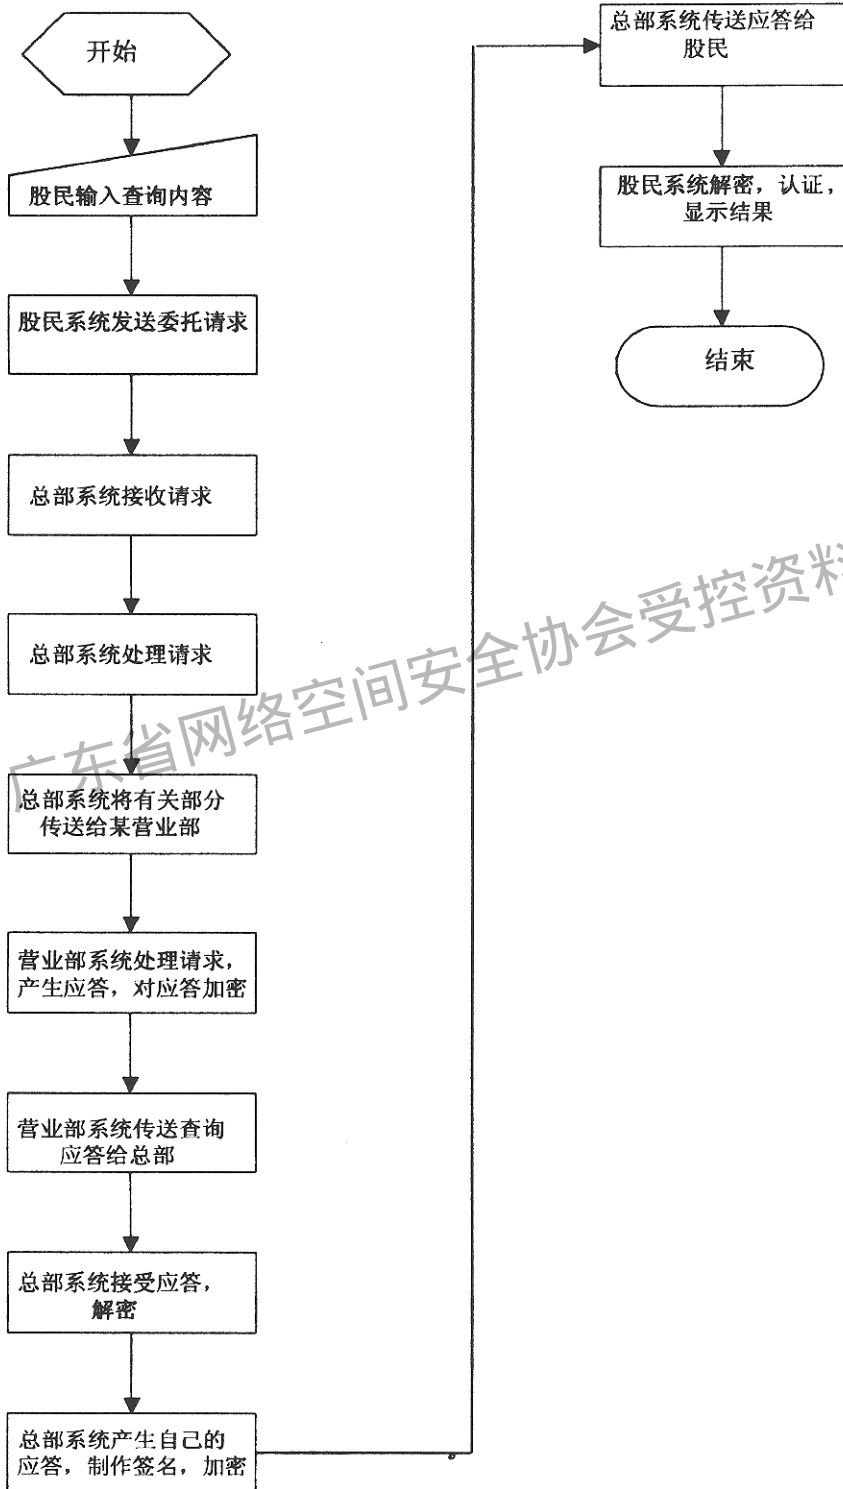 开始
股民输入查询内容
股民系统发送委托请求
总部系统接收请求
总部系统处理请求
总部系统将有关部分
传送给某营业部
营业部系统处理请求，
产生应答，对应答加密
营业部系统传送查询
应答给总部
总部系统接受应答，
解密
总部系统产生自己的
应答，制作签名，加密
总部系统传送应答给
股民
股民系统解密，认证，
显示结果
结束
广东省网络空间安全协会受控资料